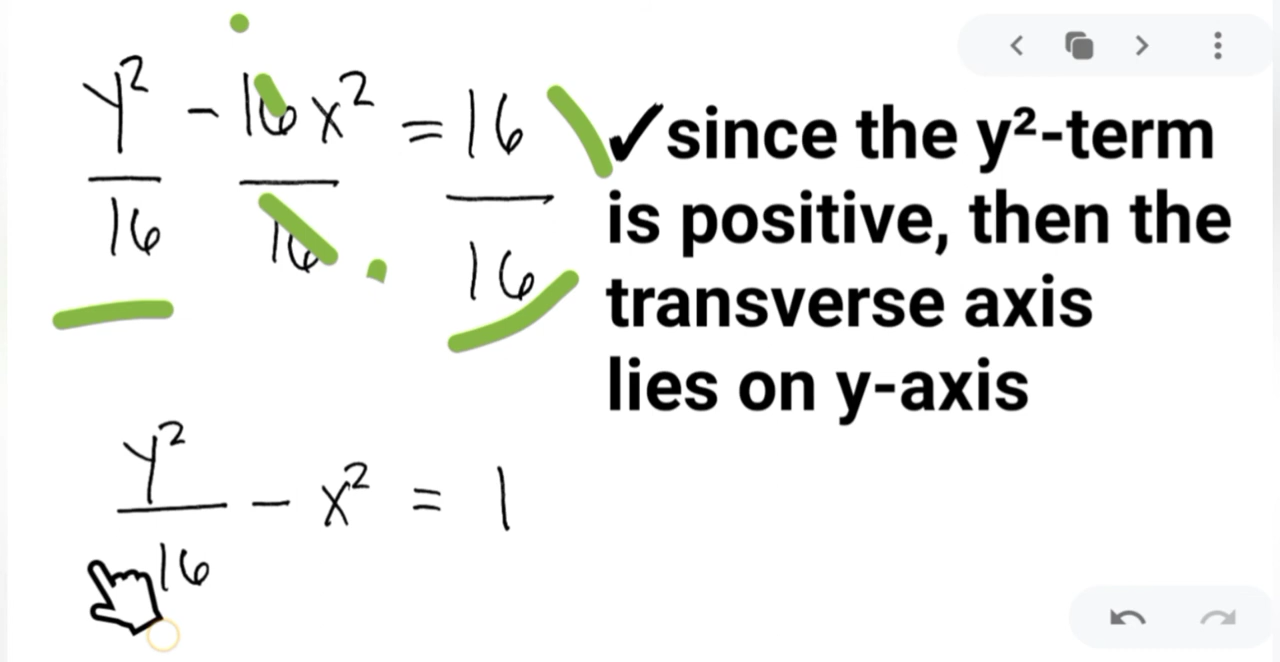 y² - 16x² = 16
16 16 16
✓since the y²-term
is positive, then the
transverse axis
lies on y-axis
y² - x² = 1
16